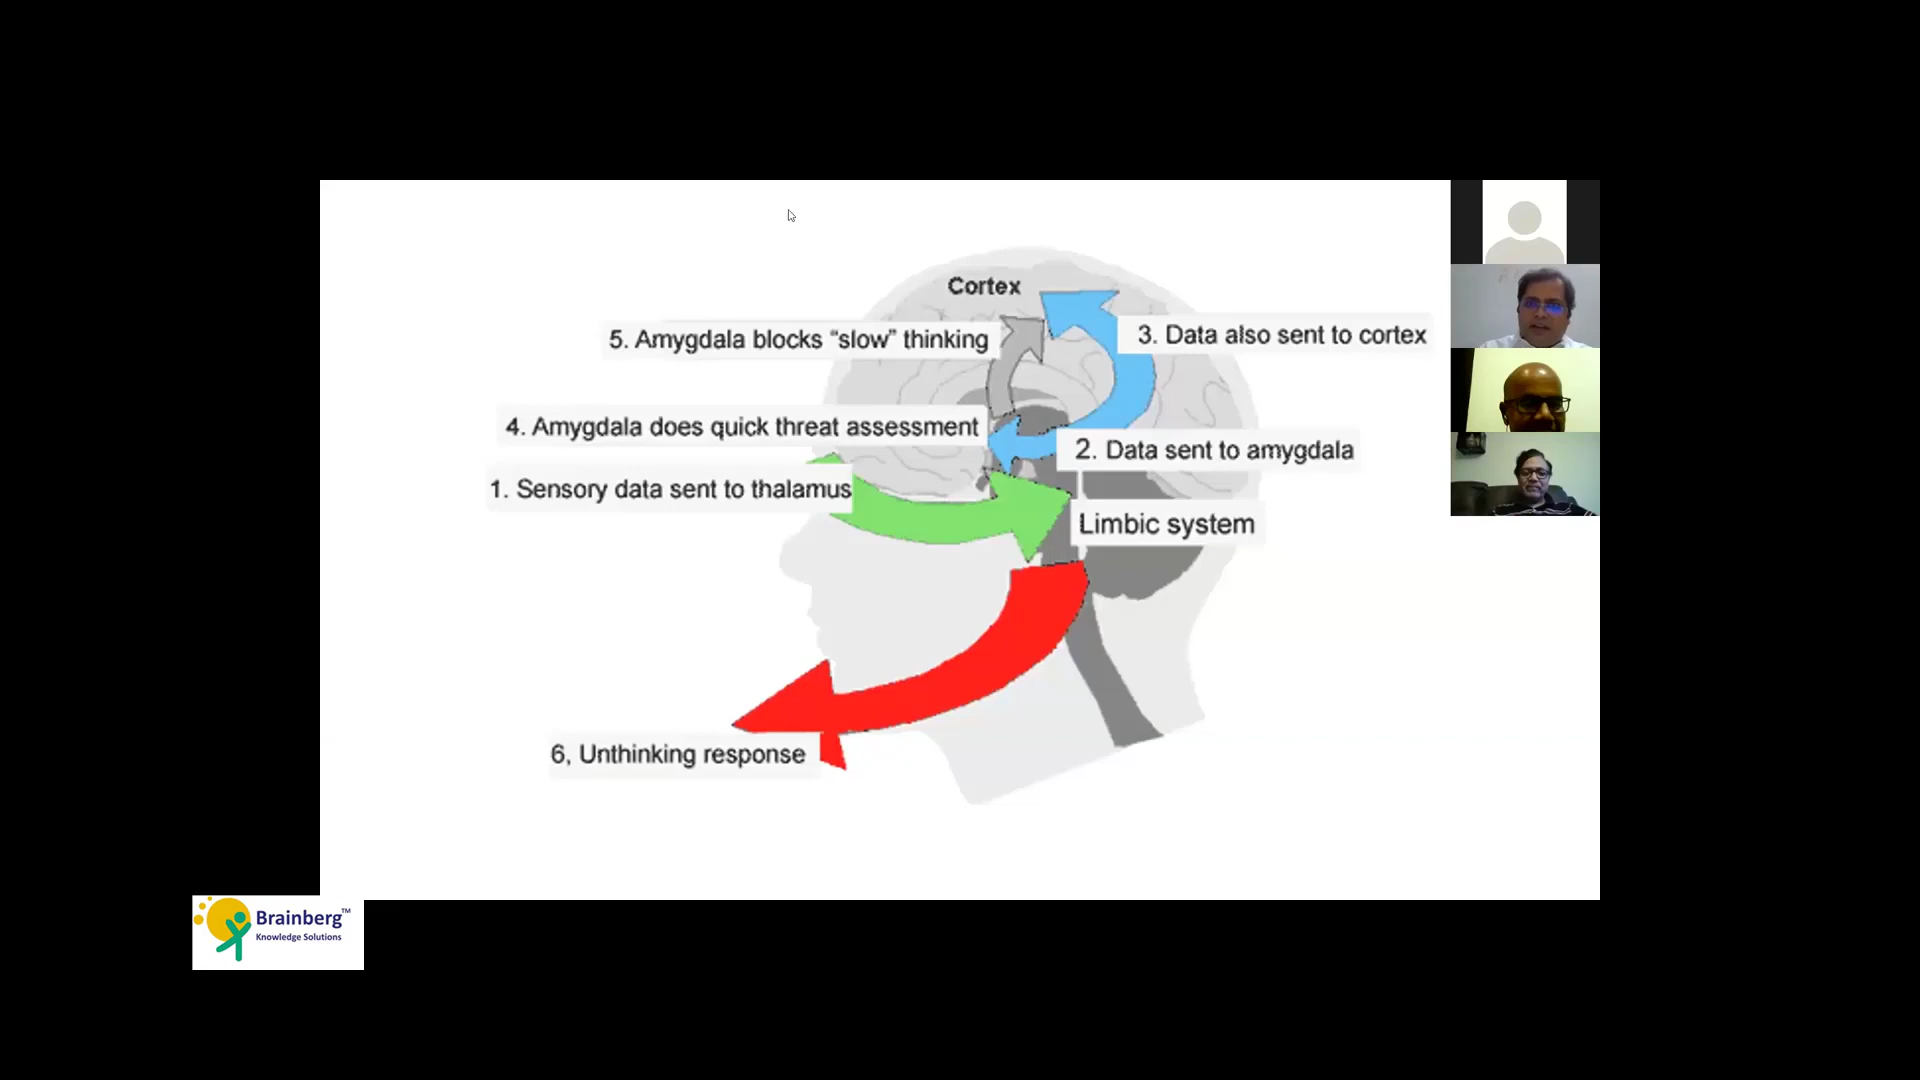 Cortex
5. Amygdala blocks “slow” thinking
3. Data also sent to cortex
4. Amygdala does quick threat assessment
2. Data sent to amygdala
1. Sensory data sent to thalamus
Limbic system
6, Unthinking response
Brainberg™
Knowledge Solutions